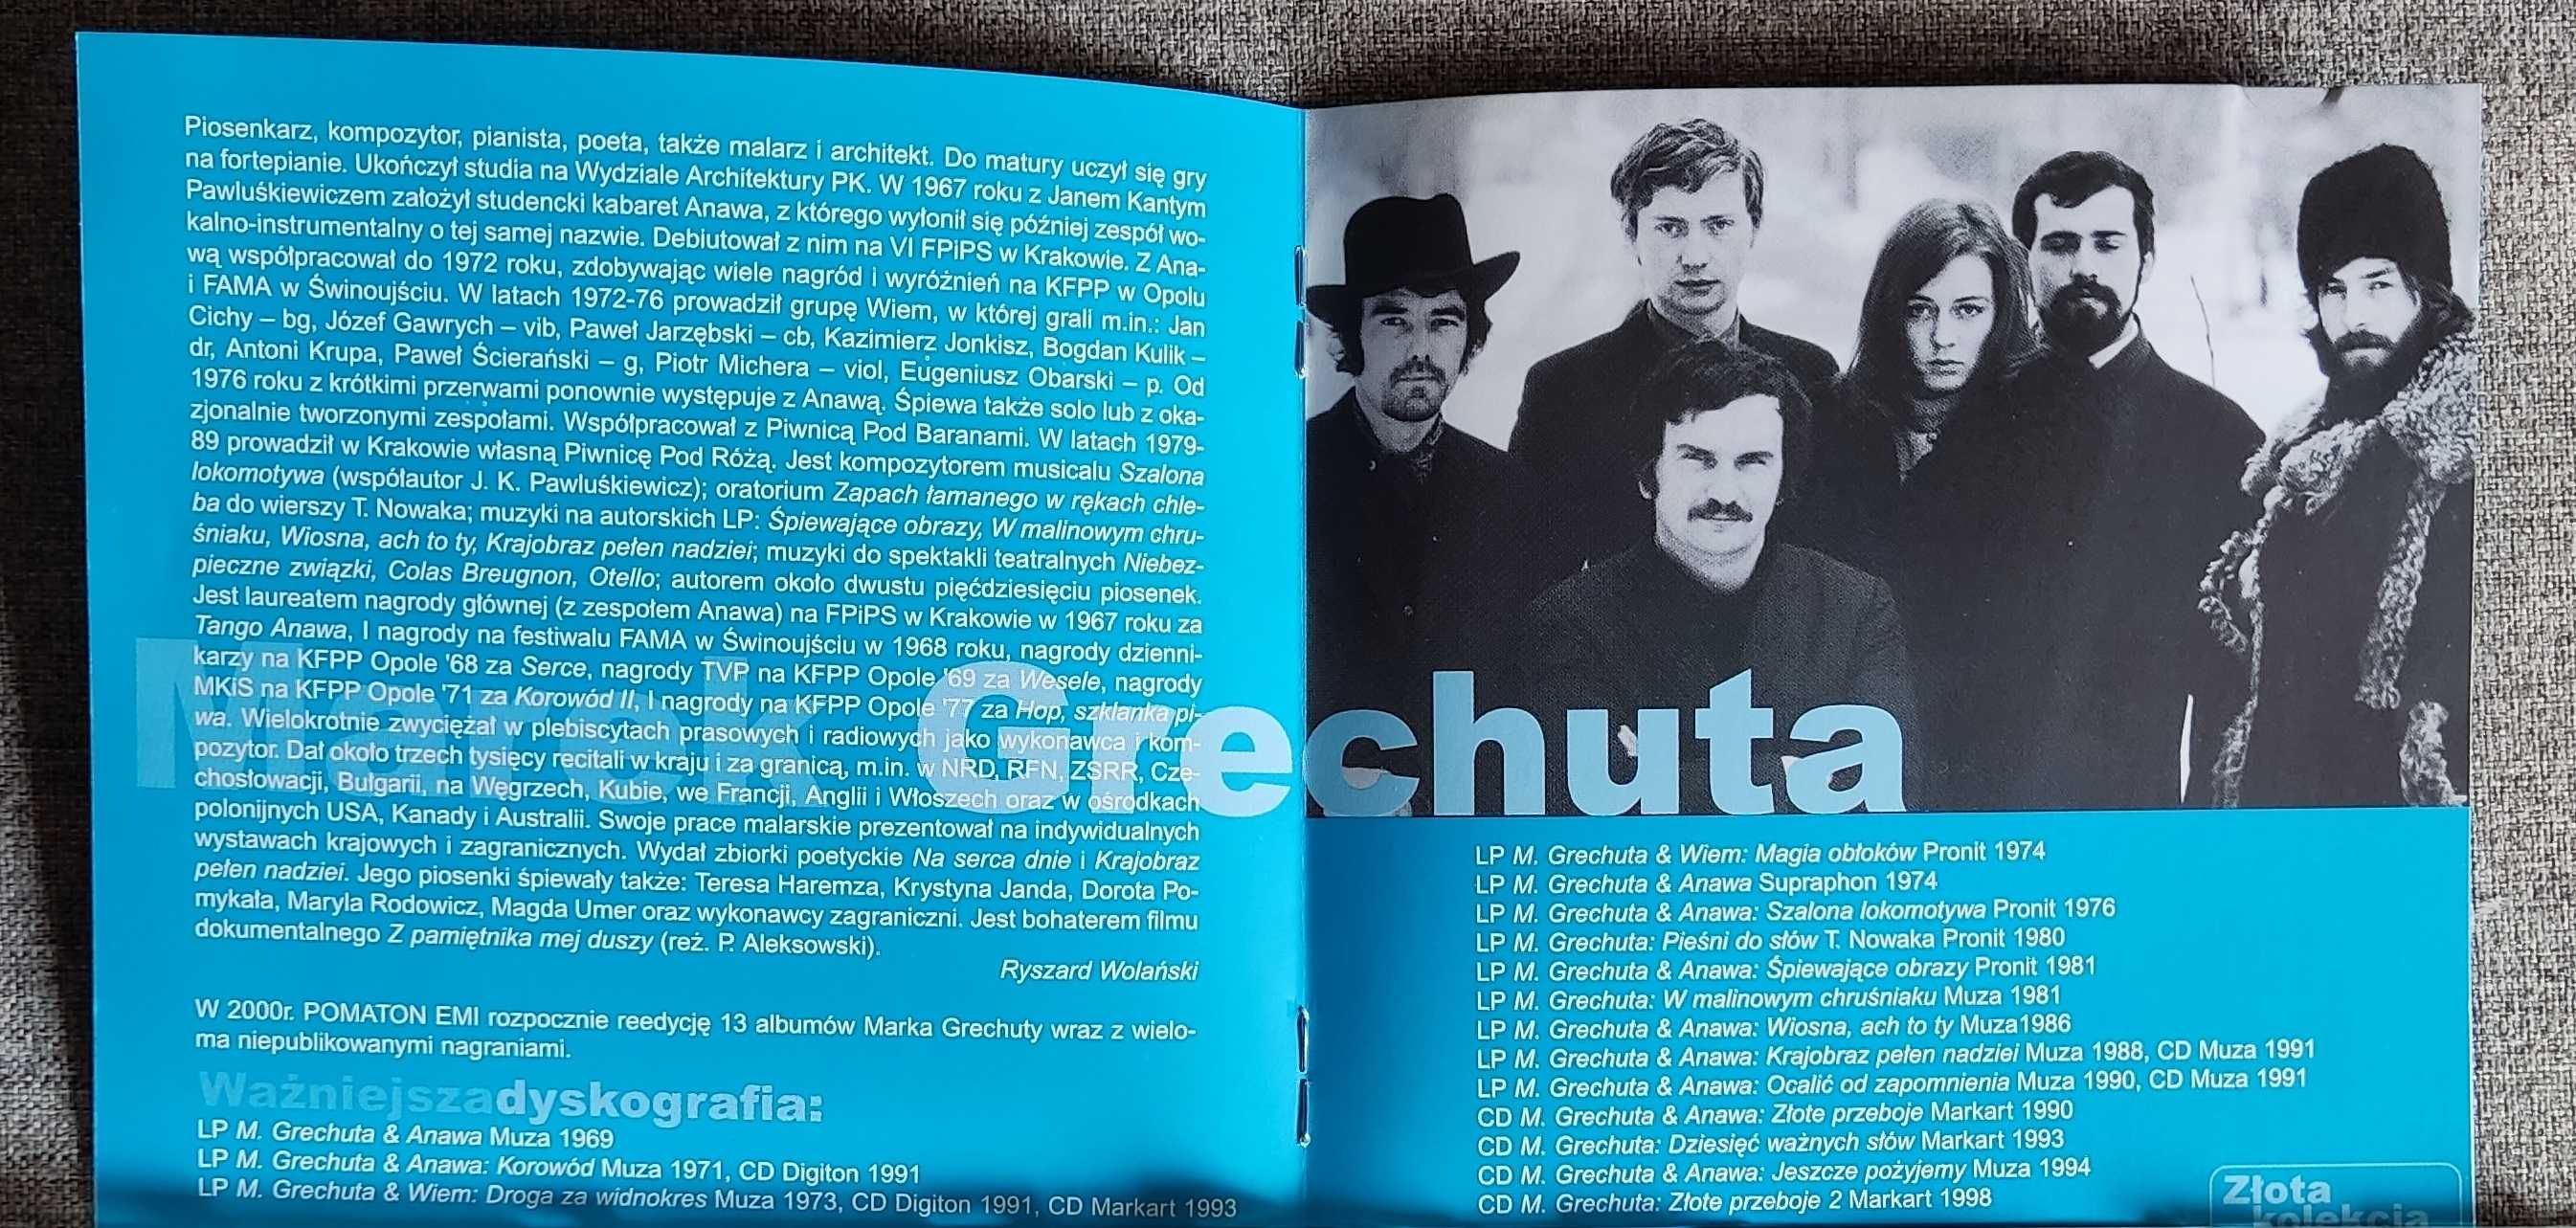 Piosenkarz, kompozytor, pianista, poeta, także malarz i architekt. Do matury uczył się gry
na fortepianie. Ukończył studia na Wydziale Architektury PK. W 1967 roku z Janem Kantym
Pawluśkiewiczem założył studencki kabaret Anawa, z którego wyłonił się później zespół wo-
kalno-instrumentalny o tej samej nazwie. Debiutował z nim na VI FPiPS w Krakowie. Z Ana-
wą współpracował do 1972 roku, zdobywając wiele nagród i wyróżnień na KFPP w Opolu
i FAMA w Świnoujściu. W latach 1972-76 prowadził grupę Wiem, w której grali m.in.: Jan
Cichy – bg, Józef Gawrych – vib, Paweł Jarzębski – cb, Kazimierz Jonkisz, Bogdan Kulik –
dr, Antoni Krupa, Paweł Ścierański – g, Piotr Michera – viol, Eugeniusz Obarski – p. Od
1976 roku z krótkimi przerwami ponownie występuje z Anawą. Śpiewa także solo lub z oka-
zjonalnie tworzonymi zespołami. Współpracował z Piwnicą Pod Baranami. W latach 1979-
89 prowadził w Krakowie własną Piwnicę Pod Różą. Jest kompozytorem musicalu Szalona
lokomotywa (współautor J. K. Pawluśkiewicz); oratorium Zapach łamanego w rękach chle-
ba do wierszy T. Nowaka; muzyki na autorskich LP: Śpiewające obrazy, W malinowym chru-
śniaku, Wiosna, ach to ty, Krajobraz pełen nadziei; muzyki do spektakli teatralnych Niebez-
pieczne związki, Colas Breugnon, Otello; autorem około dwustu pięćdziesięciu piosenek.
Jest laureatem nagrody głównej (z zespołem Anawa) na FPiPS w Krakowie w 1967 roku za
Tango Anawa, I nagrody na festiwalu FAMA w Świnoujściu w 1968 roku, nagrody dzienni-
karzy na KFPP Opole '68 za Serce, nagrody TVP na KFPP Opole '69 za Wesele, nagrody
MKiS na KFPP Opole '71 za Korowód II, I nagrody na KFPP Opole '77 za Hop, szklanka pi-
wa. Wielokrotnie zwyciężał w plebiscytach prasowych i radiowych jako wykonawca i kom-
pozytor. Dał około trzech tysięcy recitali w kraju i za granicą, m.in. w NRD, RFN, ZSRR, Cze-
chosłowacji, Bułgarii, na Węgrzech, Kubie, we Francji, Anglii i Włoszech oraz w ośrodkach
polonijnych USA, Kanady i Australii. Swoje prace malarskie prezentował na indywidualnych
wystawach krajowych i zagranicznych. Wydał zbiorki poetyckie Na serca dnie i Krajobraz
pełen nadziei. Jego piosenki śpiewały także: Teresa Haremza, Krystyna Janda, Dorota Po-
mykała, Maryla Rodowicz, Magda Umer oraz wykonawcy zagraniczni. Jest bohaterem filmu
dokumentalnego Z pamiętnika mej duszy (reż. P. Aleksowski).
Ryszard Wolański
W 2000r. POMATON EMI rozpocznie reedycję 13 albumów Marka Grechuty wraz z wielo-
ma niepublikowanymi nagraniami.
Marek Grechuta
Ważniejszadyskografia:
LP M. Grechuta & Anawa Muza 1969
LP M. Grechuta & Anawa: Korowód Muza 1971, CD Digiton 1991
LP M. Grechuta & Wiem: Droga za widnokres Muza 1973, CD Digiton 1991, CD Markart 1993
LP M. Grechuta & Wiem: Magia obłoków Pronit 1974
LP M. Grechuta & Anawa Supraphon 1974
LP M. Grechuta & Anawa: Szalona lokomotywa Pronit 1976
LP M. Grechuta: Pieśni do słów T. Nowaka Pronit 1980
LP M. Grechuta & Anawa: Śpiewające obrazy Pronit 1981
LP M. Grechuta: W malinowym chruśniaku Muza 1981
LP M. Grechuta & Anawa: Wiosna, ach to ty Muza1986
LP M. Grechuta & Anawa: Krajobraz pełen nadziei Muza 1988, CD Muza 1991
LP M. Grechuta & Anawa: Ocalić od zapomnienia Muza 1990, CD Muza 1991
CD M. Grechuta & Anawa: Złote przeboje Markart 1990
CD M. Grechuta: Dziesięć ważnych słów Markart 1993
CD M. Grechuta & Anawa: Jeszcze pożyjemy Muza 1994
CD M. Grechuta: Złote przeboje 2 Markart 1998
Złota
kolekcja